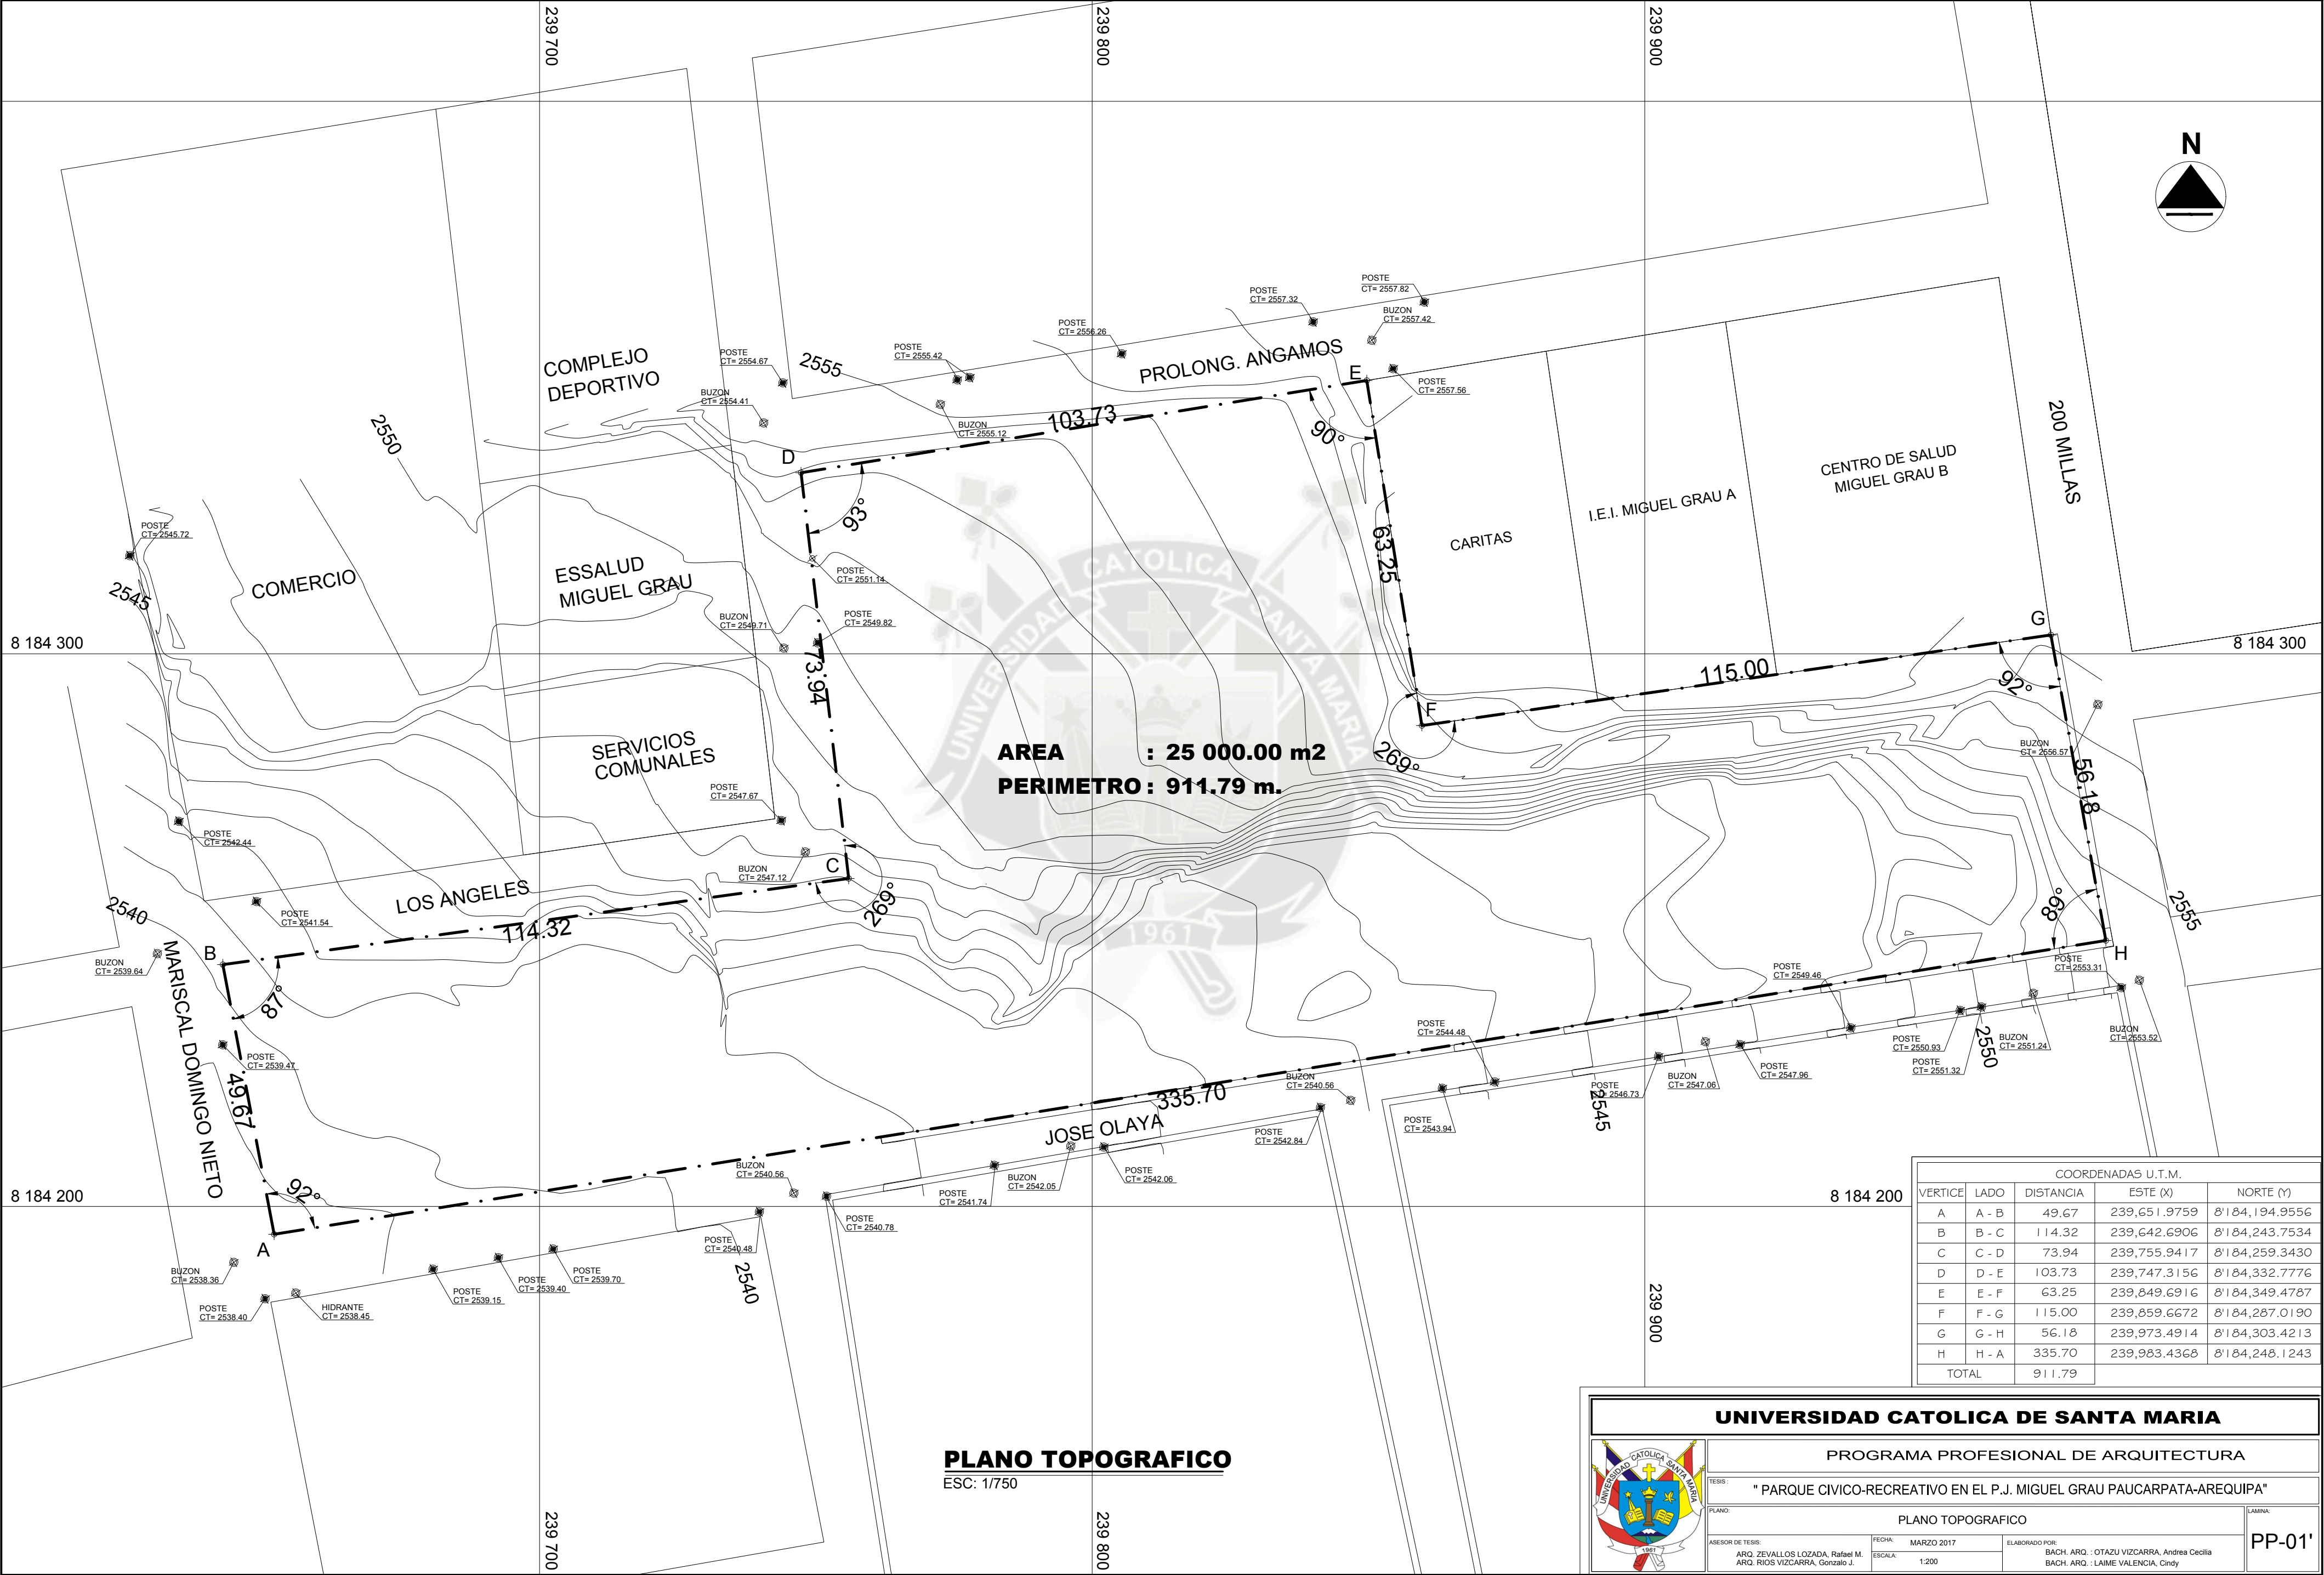 239 700
239 800
239 900
N
POSTE
CT= 2557.82
POSTE
CT= 2557.32
BUZON
CT= 2557.42
POSTE
CT= 2556.26
POSTE
CT= 2555.42
POSTE
CT= 2554.67
2555
PROLONG. ANGAMOS
E
POSTE
CT= 2557.56
COMPLEJO
DEPORTIVO
BUZON
CT= 2554.41
BUZON
CT= 2555.12
103.73
90°
2550
D
93°
200 MILLAS
CENTRO DE SALUD
MIGUEL GRAU B
I.E.I. MIGUEL GRAU A
CARITAS
63.25
POSTE
CT= 2545.72
2545
COMERCIO
ESSALUD
MIGUEL GRAU
POSTE
CT= 2551.14
BUZON
CT= 2549.71
POSTE
CT= 2549.82
73.94
8 184 300
8 184 300
G
115.00
92°
F
269°
SERVICIOS
COMUNALES
AREA : 25 000.00 m2
PERIMETRO : 911.79 m.
BUZON
CT= 2556.57
56.18
POSTE
CT= 2547.67
POSTE
CT= 2542.44
BUZON
CT= 2547.12
C
269°
LOS ANGELES
114.32
2540
POSTE
CT= 2541.54
89°
2555
H
B
BUZON
CT= 2539.64
87°
MARISCAL DOMINGO NIETO
POSTE
CT= 2539.47
49.67
POSTE
CT= 2553.31
POSTE
CT= 2549.46
POSTE
CT= 2544.48
BUZON
CT= 2553.52
BUZON
CT= 2551.24
2550
POSTE
CT= 2550.93
POSTE
CT= 2551.32
POSTE
CT= 2547.96
BUZON
CT= 2547.06
POSTE
CT= 2546.73
2545
BUZON
CT= 2540.56
335.70
JOSE OLAYA
POSTE
CT= 2543.94
POSTE
CT= 2542.84
BUZON
CT= 2540.56
POSTE
CT= 2542.06
BUZON
CT= 2542.05
POSTE
CT= 2541.74
8 184 200
8 184 200
92°
A
POSTE
CT= 2540.78
POSTE
CT= 2540.48
2540
BUZON
CT= 2538.36
POSTE
CT= 2539.70
POSTE
CT= 2539.40
POSTE
CT= 2539.15
HIDRANTE
CT= 2538.45
POSTE
CT= 2538.40
239 700
239 800
239 900
UNIVERSIDAD CATOLICA SANTA MARIA
1961
COORDENADAS U.T.M.
VERTICE LADO DISTANCIA ESTE (X) NORTE (Y)
A A - B 49.67 239,651.9759 8'184,194.9556
B B - C 114.32 239,642.6906 8'184,243.7534
C C - D 73.94 239,755.9417 8'184,259.3430
D D - E 103.73 239,747.3156 8'184,332.7776
E E - F 63.25 239,849.6916 8'184,349.4787
F F - G 115.00 239,859.6672 8'184,287.0190
G G - H 56.18 239,973.4914 8'184,303.4213
H H - A 335.70 239,983.4368 8'184,248.1243
TOTAL 911.79
PLANO TOPOGRAFICO
ESC: 1/750
UNIVERSIDAD CATOLICA DE SANTA MARIA
UNIVERSIDAD CATOLICA SANTA MARIA
1961
PROGRAMA PROFESIONAL DE ARQUITECTURA
TESIS :
" PARQUE CIVICO-RECREATIVO EN EL P.J. MIGUEL GRAU PAUCARPATA-AREQUIPA"
PLANO:
PLANO TOPOGRAFICO
LAMINA:
PP-01'
ASESOR DE TESIS:
ARQ. ZEVALLOS LOZADA, Rafael M.
ARQ. RIOS VIZCARRA, Gonzalo J.
FECHA: MARZO 2017
ESCALA: 1:200
ELABORADO POR:
BACH. ARQ. : OTAZU VIZCARRA, Andrea Cecilia
BACH. ARQ. : LAIME VALENCIA, Cindy